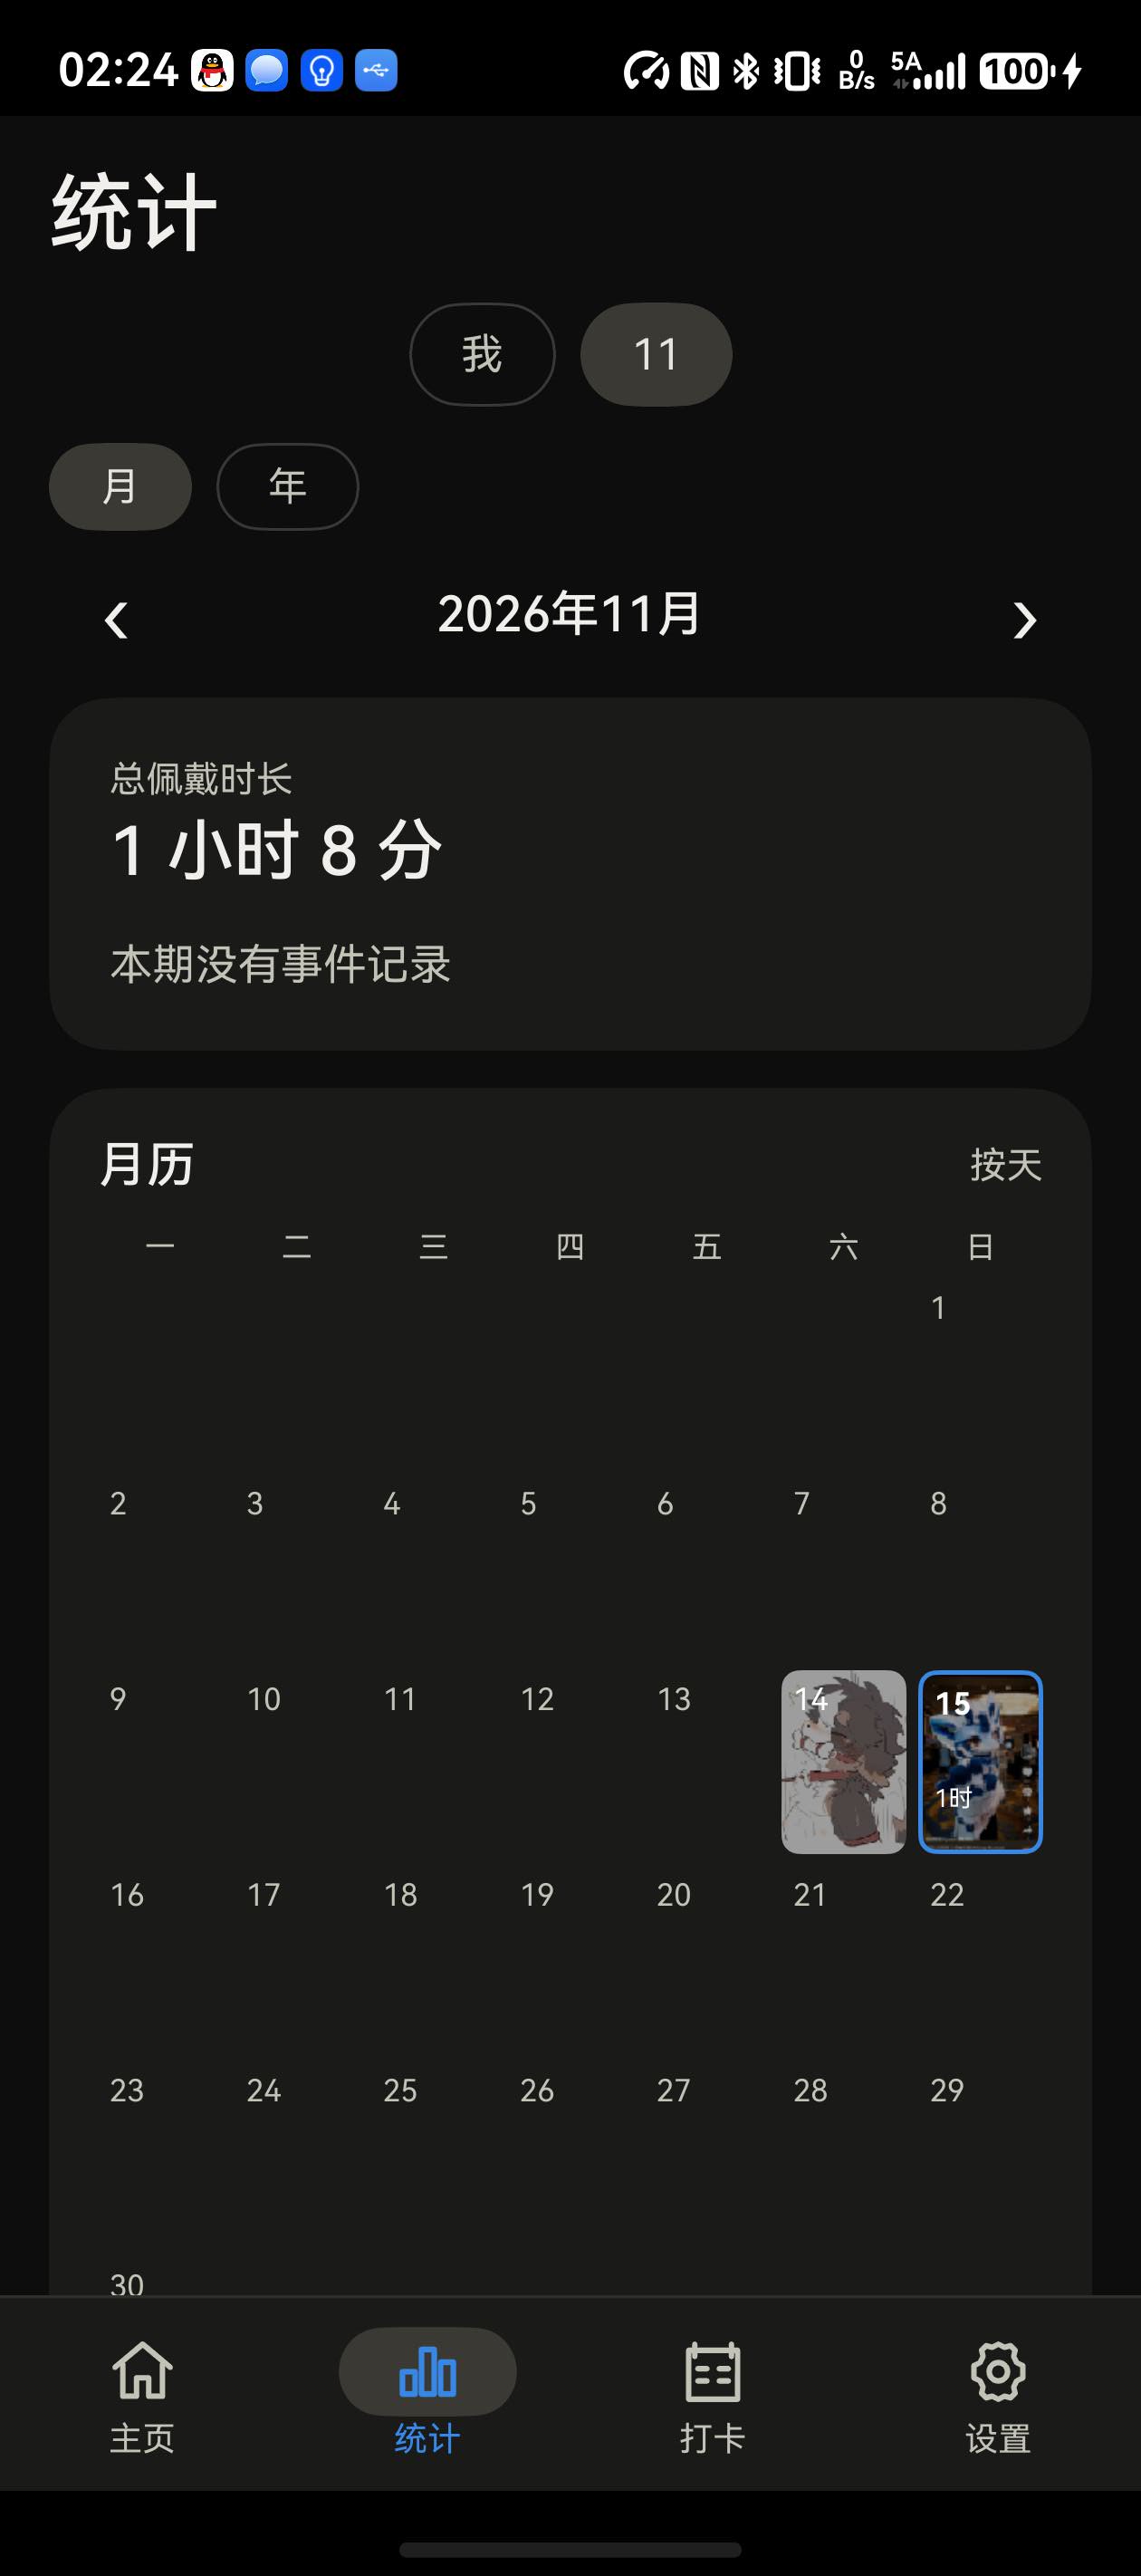 02:24 0 B/s 5A 100
统计
我 11
月 年
‹ 2026年11月 ›
总佩戴时长
1 小时 8 分
本期没有事件记录
月历 按天
一 二 三 四 五 六 日
1
2 3 4 5 6 7 8
9 10 11 12 13 14 15
1时
16 17 18 19 20 21 22
23 24 25 26 27 28 29
30
主页 统计 打卡 设置